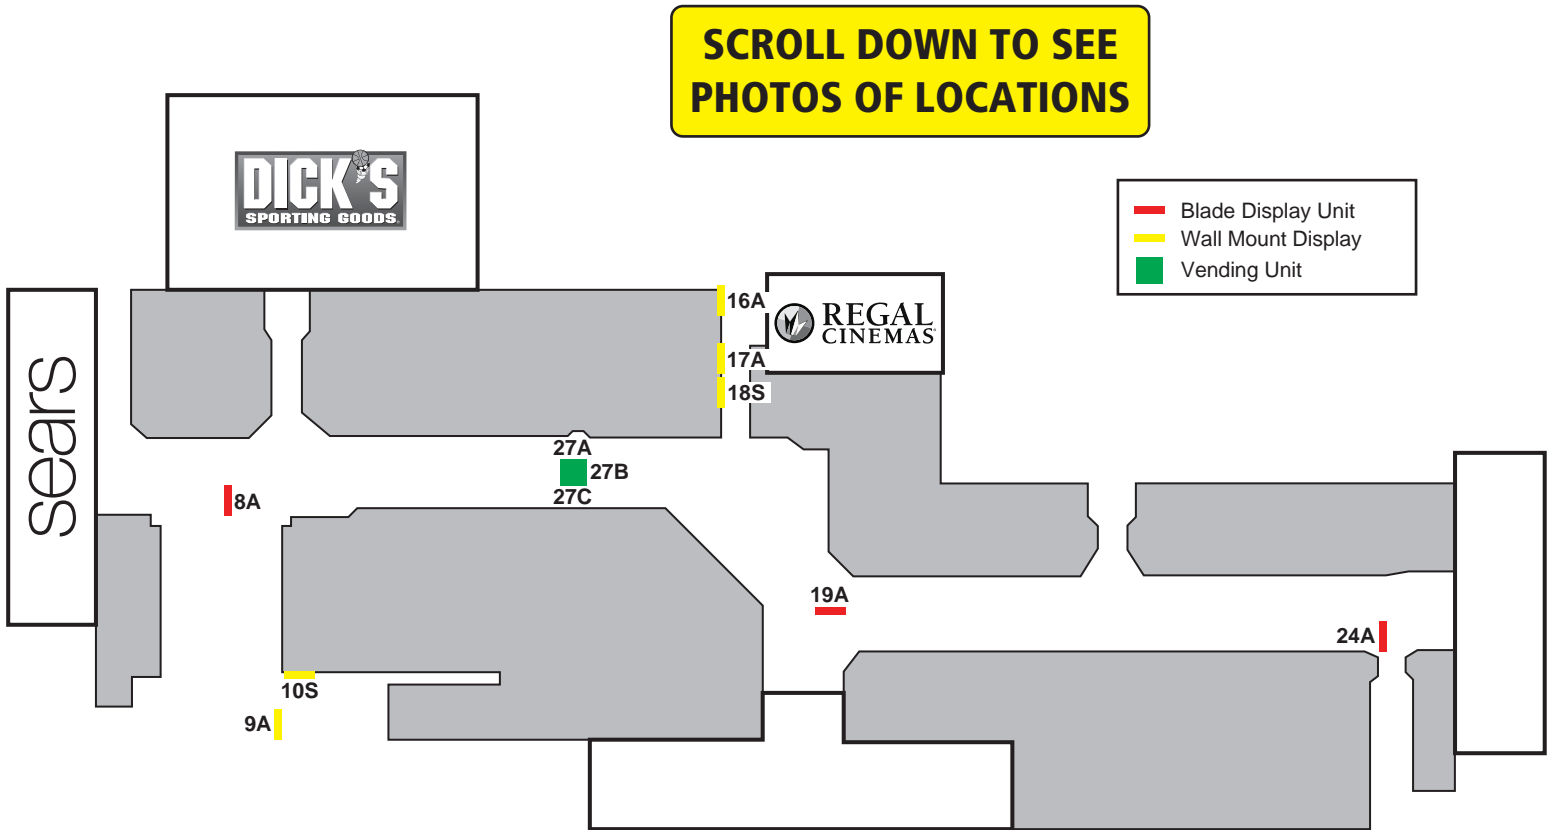 SCROLL DOWN TO SEE
PHOTOS OF LOCATIONS
DICK'S
SPORTING GOODS
Blade Display Unit
Wall Mount Display
Vending Unit
16A
REGAL
CINEMAS
17A
18S
sears
27A
27B
27C
8A
19A
24A
10S
9A